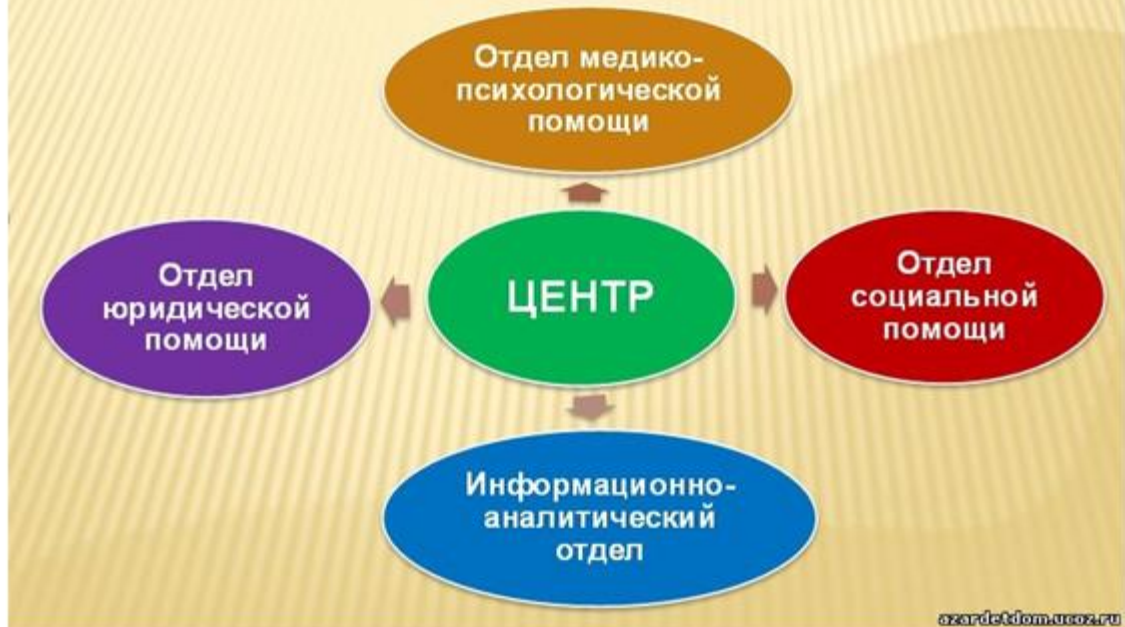 Отдел медико-
психологической
помощи
Отдел
юридической
помощи
ЦЕНТР
Отдел
социальной
помощи
Информационно-
аналитический
отдел
azardetdom.ucoz.ru